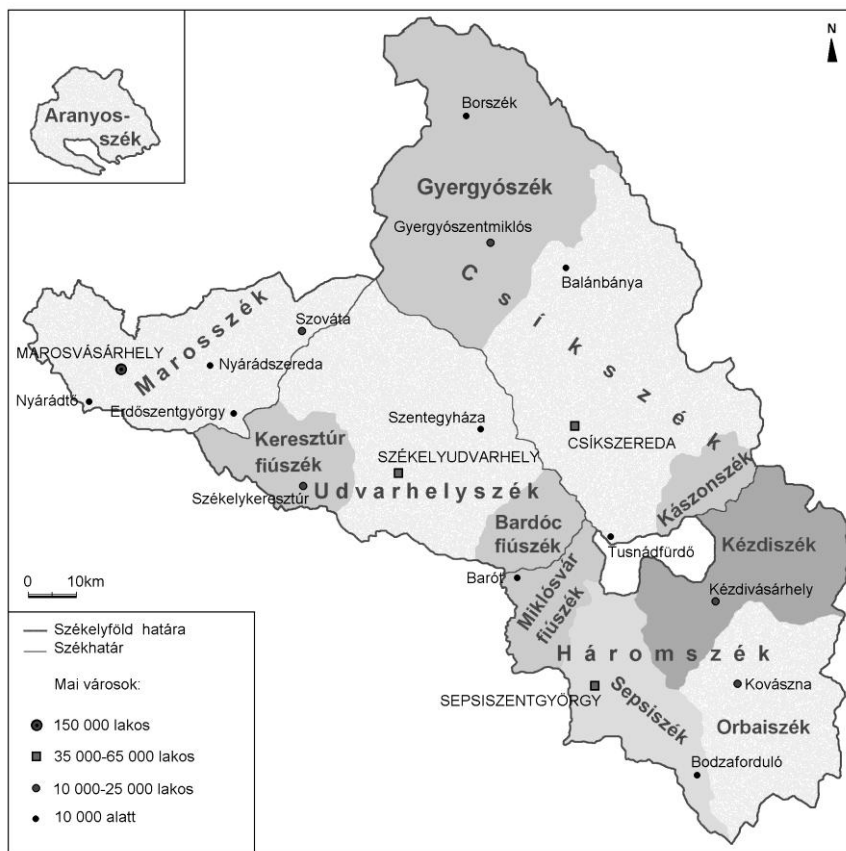 N
Aranyos-
szék
Borszék
Gyergyószék
Gyergyószentmiklós
Csíkszék
Balánbánya
Marosszék
Szováta
MAROSVÁSÁRHELY
Nyárádszereda
Nyárádtő
Erdőszentgyörgy
Szentegyháza
CSÍKSZEREDA
Keresztúr
fiúszék
SZÉKELYUDVARHELY
Székelykeresztúr
Udvarhelyszék
Kászonszék
Bardóc
fiúszék
Tusnádfürdő
Kézdiszék
Barót
Miklósvár
fiúszék
Kézdivásárhely
Háromszék
SEPSISZENTGYÖRGY
Sepsiszék
Kovászna
Orbaiszék
Bodzaforduló
0 10km
Székelyföld határa
Székhatár
Mai városok:
150 000 lakos
35 000-65 000 lakos
10 000-25 000 lakos
10 000 alatt